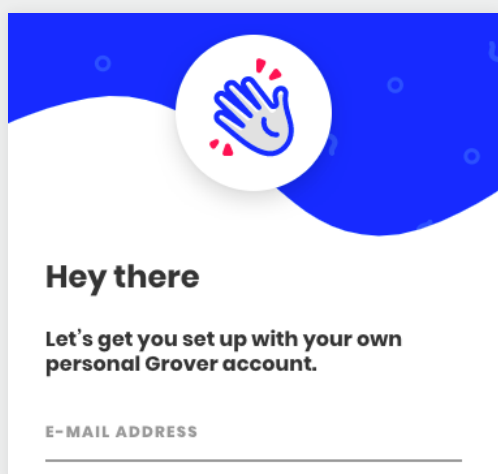 Hey there
Let's get you set up with your own
personal Grover account.
E-MAIL ADDRESS